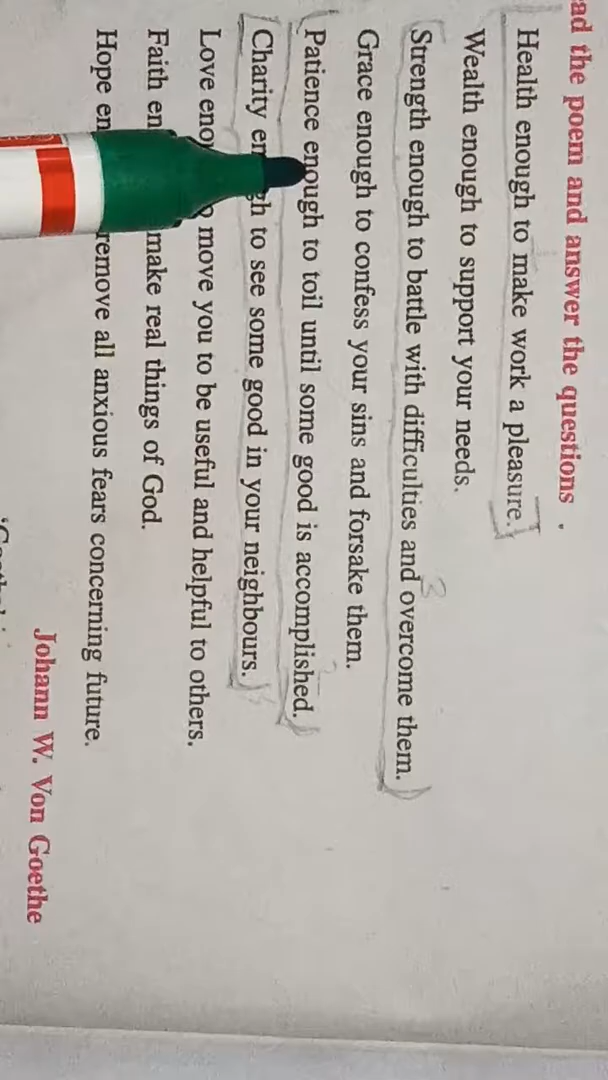 ad the poem and answer the questions .
Health enough to make work a pleasure.
Wealth enough to support your needs.
Strength enough to battle with difficulties and overcome them.
Grace enough to confess your sins and forsake them.
Patience enough to toil until some good is accomplished.
Charity en gh to see some good in your neighbours.
Love eno move you to be useful and helpful to others.
Faith en make real things of God.
Hope en remove all anxious fears concerning future.
Johann W. Von Goethe